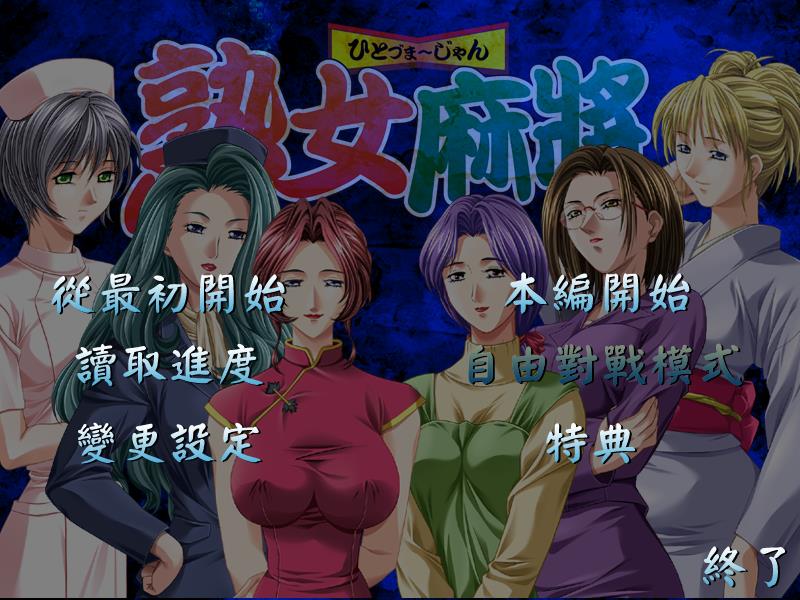 ひとづま～じゃん
熟女麻將
從最初開始
本編開始
讀取進度
自由對戰模式
變更設定
特典
終了